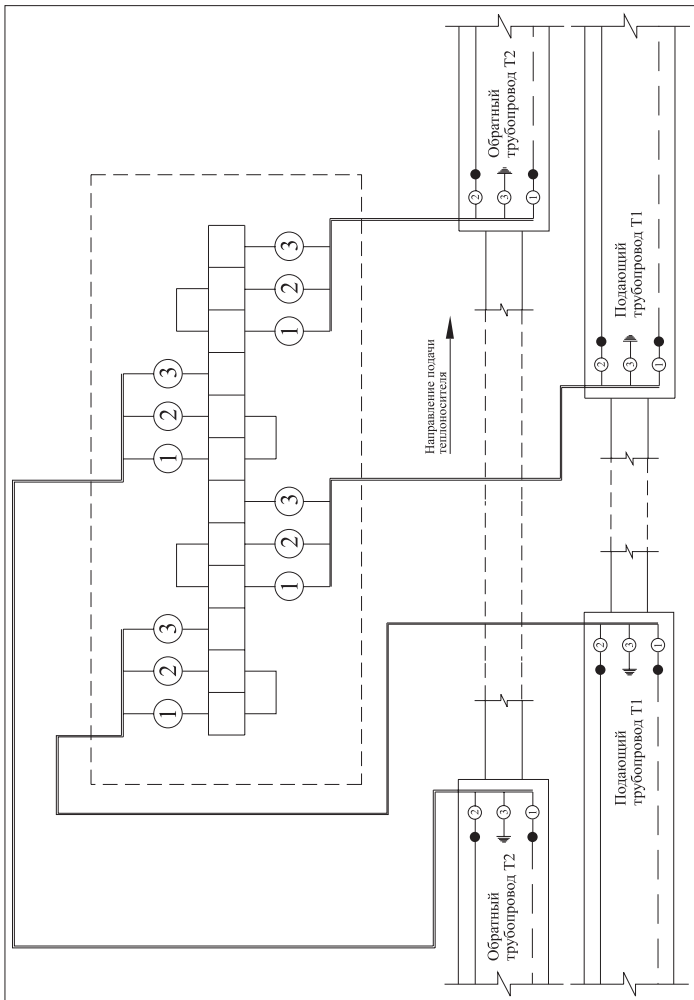 3
2
1
3
2
1
3
2
1
3
2
1
Направление подачи
теплоносителя
Обратный
трубопровод Т2
2
3
1
Подающий
трубопровод Т1
2
3
1
Обратный
трубопровод Т2
2
3
1
Подающий
трубопровод Т1
2
3
1